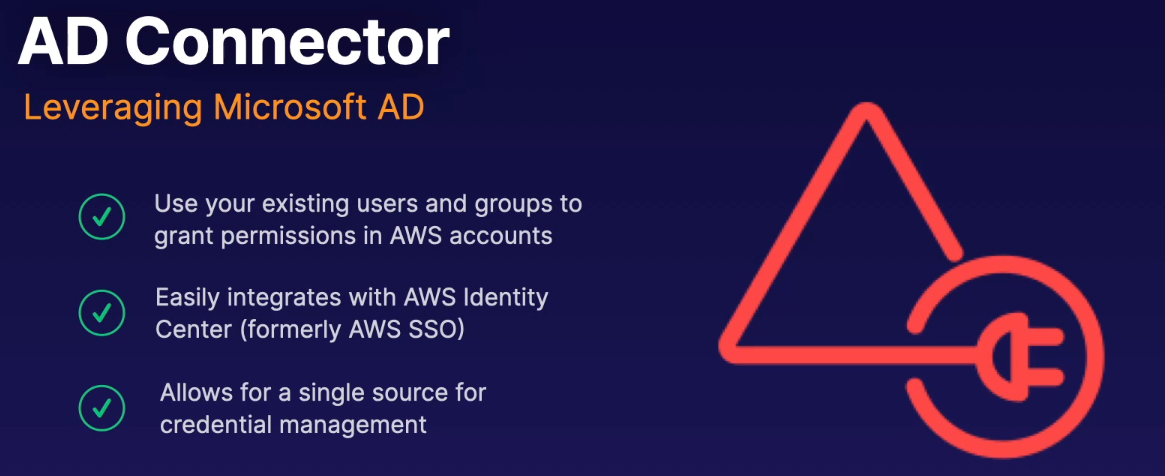 AD Connector
Leveraging Microsoft AD
Use your existing users and groups to
grant permissions in AWS accounts
Easily integrates with AWS Identity
Center (formerly AWS SSO)
Allows for a single source for
credential management